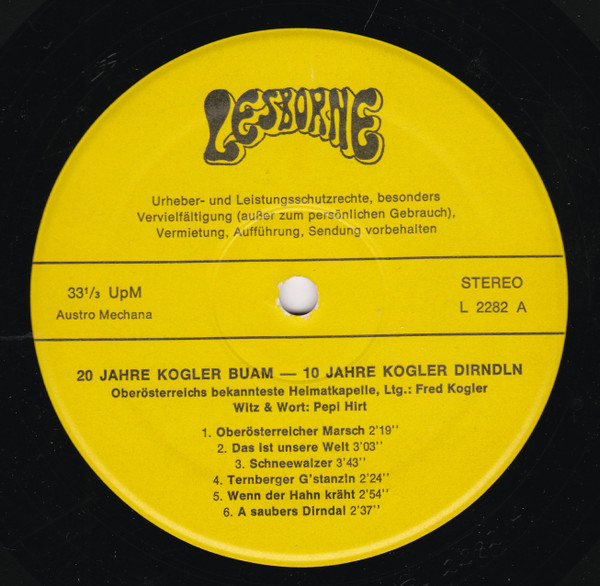 LESBORNE
Urheber- und Leistungsschutzrechte, besonders
Vervielfältigung (außer zum persönlichen Gebrauch),
Vermietung, Aufführung, Sendung vorbehalten
33¹/₃ UpM
Austro Mechana
STEREO
L 2282 A
20 JAHRE KOGLER BUAM — 10 JAHRE KOGLER DIRNDLN
Oberösterreichs bekannteste Heimatkapelle, Ltg.: Fred Kogler
Witz & Wort: Pepi Hirt
1. Oberösterreicher Marsch 2'19''
2. Das ist unsere Welt 3'03''
3. Schneewalzer 3'43''
4. Ternberger G'stanzln 2'24''
5. Wenn der Hahn kräht 2'54''
6. A saubers Dirndal 2'37''